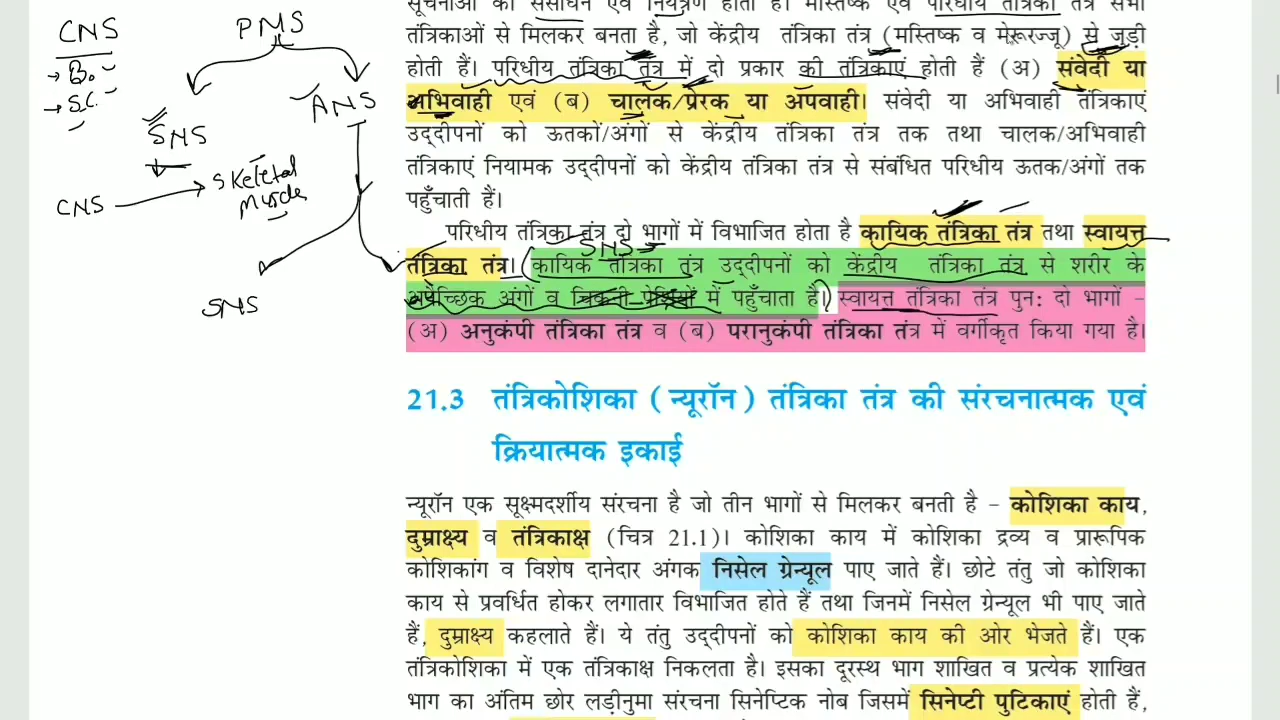 सूचनाओं का संसाधन एवं नियंत्रण होता है। मस्तिष्क एवं परिधीय तंत्रिका तंत्र सभी
तंत्रिकाओं से मिलकर बनता है, जो केंद्रीय तंत्रिका तंत्र (मस्तिष्क व मेरूरज्जू) से जुड़ी
होती हैं। परिधीय तंत्रिका तंत्र में दो प्रकार की तंत्रिकाएं होती हैं (अ) संवेदी या
अभिवाही एवं (ब) चालक/प्रेरक या अपवाही। संवेदी या अभिवाही तंत्रिकाएं
उद्दीपनों को ऊतकों/अंगों से केंद्रीय तंत्रिका तंत्र तक तथा चालक/अभिवाही
तंत्रिकाएं नियामक उद्दीपनों को केंद्रीय तंत्रिका तंत्र से संबंधित परिधीय ऊतक/अंगों तक
पहुँचाती हैं।
परिधीय तंत्रिका तंत्र दो भागों में विभाजित होता है कायिक तंत्रिका तंत्र तथा स्वायत्त
SNS
तंत्रिका तंत्र। कायिक तंत्रिका तंत्र उद्दीपनों को केंद्रीय तंत्रिका तंत्र से शरीर के
अनैच्छिक अंगों व चिकनी पेशियों में पहुँचाता है। स्वायत्त तंत्रिका तंत्र पुन: दो भागों -
(अ) अनुकंपी तंत्रिका तंत्र व (ब) परानुकंपी तंत्रिका तंत्र में वर्गीकृत किया गया है।
CNS
→ B.
→ S.C.
PMS
SNS
ANS
CNS → Skeletal
Muscle
SNS
21.3 तंत्रिकोशिका (न्यूरॉन) तंत्रिका तंत्र की संरचनात्मक एवं
क्रियात्मक इकाई
न्यूरॉन एक सूक्ष्मदर्शीय संरचना है जो तीन भागों से मिलकर बनती है - कोशिका काय,
दुम्राक्ष्य व तंत्रिकाक्ष (चित्र 21.1)। कोशिका काय में कोशिका द्रव्य व प्रारूपिक
कोशिकांग व विशेष दानेदार अंगक निसेल ग्रेन्यूल पाए जाते हैं। छोटे तंतु जो कोशिका
काय से प्रवर्धित होकर लगातार विभाजित होते हैं तथा जिनमें निसेल ग्रेन्यूल भी पाए जाते
हैं, दुम्राक्ष्य कहलाते हैं। ये तंतु उद्दीपनों को कोशिका काय की ओर भेजते हैं। एक
तंत्रिकोशिका में एक तंत्रिकाक्ष निकलता है। इसका दूरस्थ भाग शाखित व प्रत्येक शाखित
भाग का अंतिम छोर लड़ीनुमा संरचना सिनेप्टिक नोब जिसमें सिनेप्टी पुटिकाएं होती हैं,